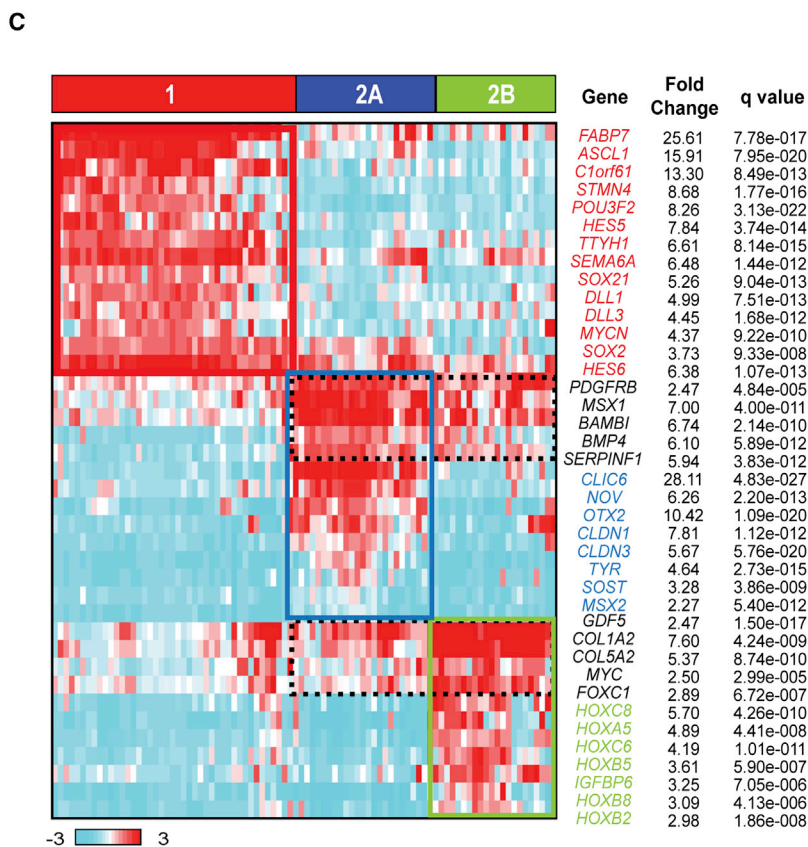 C
1 2A 2B
Gene Fold Change q value
FABP7 25.61 7.78e-017
ASCL1 15.91 7.95e-020
C1orf61 13.30 8.49e-013
STMN4 8.68 1.77e-016
POU3F2 8.26 3.13e-022
HES5 7.84 3.74e-014
TTYH1 6.61 8.14e-015
SEMA6A 6.48 1.44e-012
SOX21 5.26 9.04e-013
DLL1 4.99 7.51e-013
DLL3 4.45 1.68e-012
MYCN 4.37 9.22e-010
SOX2 3.73 9.33e-008
HES6 6.38 1.07e-013
PDGFRB 2.47 4.84e-005
MSX1 7.00 4.00e-011
BAMBI 6.74 2.14e-010
BMP4 6.10 5.89e-012
SERPINF1 5.94 3.83e-012
CLIC6 28.11 4.83e-027
NOV 6.26 2.20e-013
OTX2 10.42 1.09e-020
CLDN1 7.81 1.12e-012
CLDN3 5.67 5.76e-020
TYR 4.64 2.73e-015
SOST 3.28 3.86e-009
MSX2 2.27 5.40e-012
GDF5 2.47 1.50e-017
COL1A2 7.60 4.24e-009
COL5A2 5.37 8.74e-010
MYC 2.50 2.99e-005
FOXC1 2.89 6.72e-007
HOXC8 5.70 4.26e-010
HOXA5 4.89 4.41e-008
HOXC6 4.19 1.01e-011
HOXB5 3.61 5.90e-007
IGFBP6 3.25 7.05e-006
HOXB8 3.09 4.13e-006
HOXB2 2.98 1.86e-008
-3 3